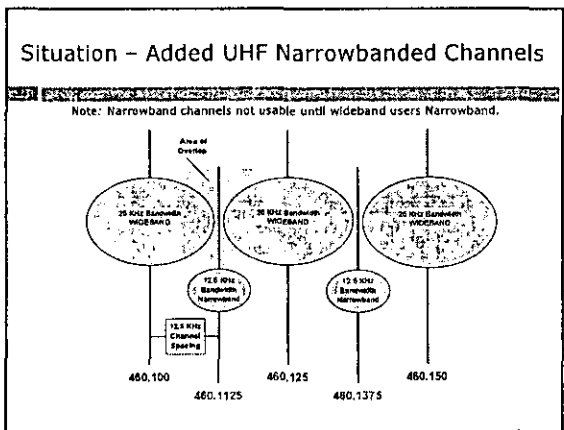 Situation – Added UHF Narrowbanded Channels
Note: Narrowband channels not usable until wideband users Narrowband.
Area of
Overlap
25 KHz Bandwidth
WIDEBAND
Bandwidth
WIDEBAND
25 KHz Bandwidth
WIDEBAND
12.5 KHz
Bandwidth
Narrowband
12.5 KHz
Bandwidth
Narrowband
12.5 KHz
Channel
Spacing
460.100
460.125
460.150
460.1125
460.1375